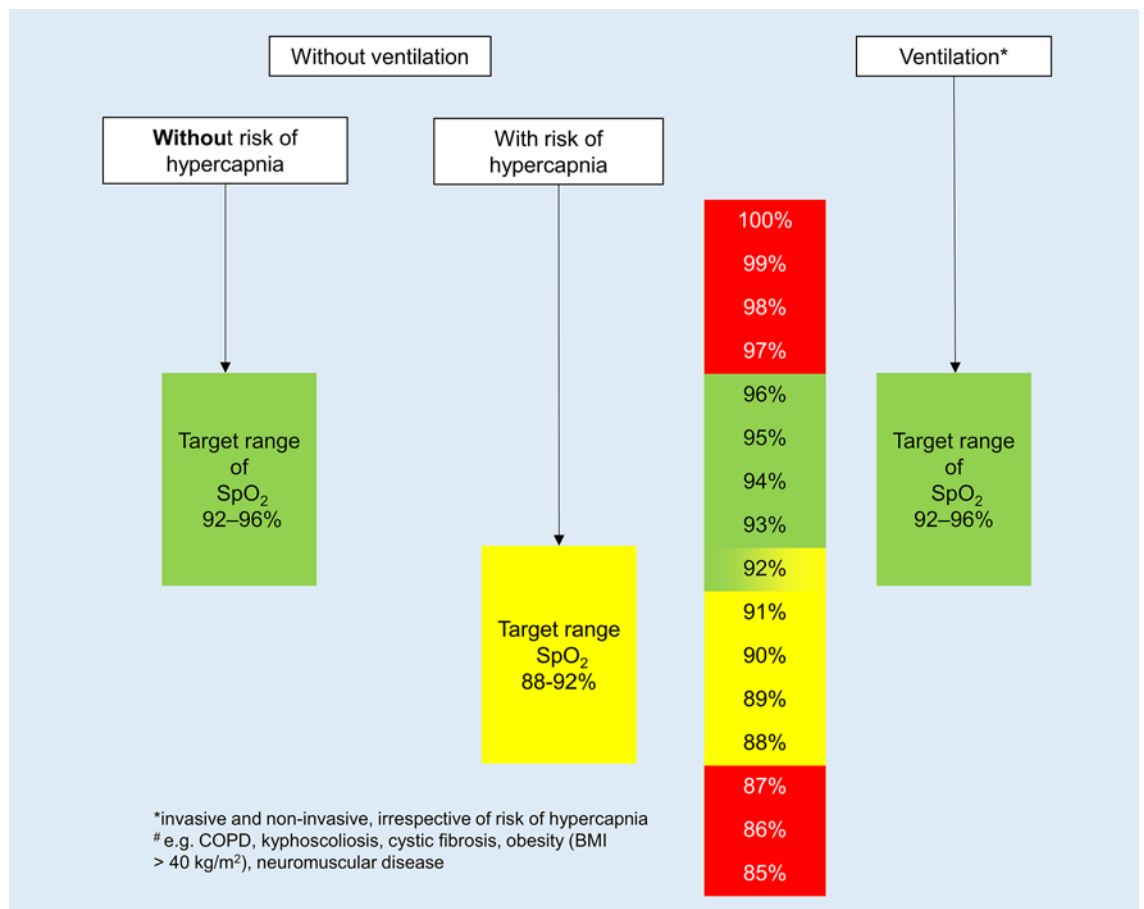 Without ventilation
Ventilation*
Without risk of
hypercapnia
With risk of
hypercapnia
100%
99%
98%
97%
96%
95%
94%
93%
92%
91%
90%
89%
88%
87%
86%
85%
Target range
of
SpO₂
92–96%
Target range
SpO₂
88-92%
Target range
of
SpO₂
92–96%
*invasive and non-invasive, irrespective of risk of hypercapnia
# e.g. COPD, kyphoscoliosis, cystic fibrosis, obesity (BMI
> 40 kg/m²), neuromuscular disease